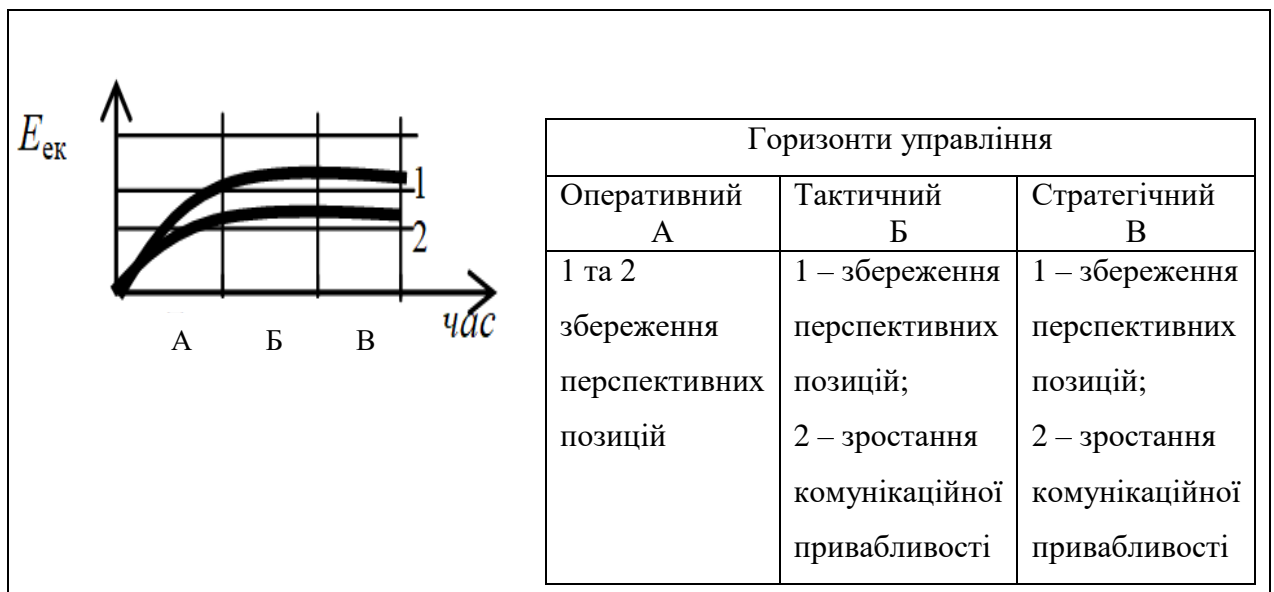 Eек
1
2
час
А Б В
Горизонти управління
Оперативний
А
Тактичний
Б
Стратегічний
В
1 та 2
збереження
перспективних
позицій
1 – збереження
перспективних
позицій;
2 – зростання
комунікаційної
привабливості
1 – збереження
перспективних
позицій;
2 – зростання
комунікаційної
привабливості